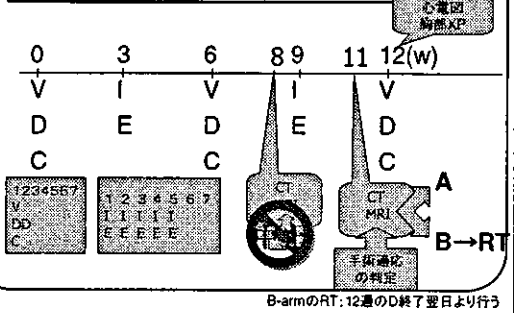 心電図
胸部XP
0 3 6 8 9 11 12(w)
V I V I V
D E D E D
C C C
1234567
V
DD
C
1 2 3 4 5 6 7
I I I I I
E E E E E
CT
CT
MRI
A
B→RT
手術適応
の判定
B-armのRT:12週のD終了翌日より行う